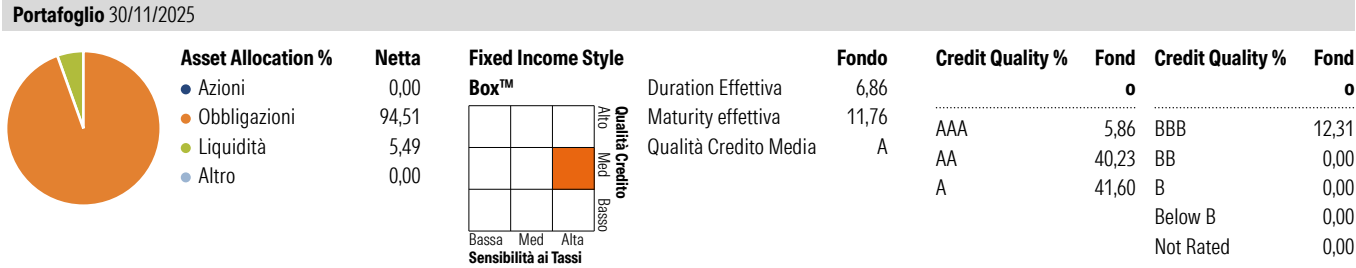 Portafoglio 30/11/2025
Asset Allocation % Netta
Azioni 0,00
Obbligazioni 94,51
Liquidità 5,49
Altro 0,00
Fixed Income Style
Box™
Alto Med Basso
Qualità Credito
Bassa Med Alta
Sensibilità ai Tassi
Fondo
Duration Effettiva 6,86
Maturity effettiva 11,76
Qualità Credito Media A
Credit Quality % Fond
o
AAA 5,86
AA 40,23
A 41,60
Credit Quality % Fond
o
BBB 12,31
BB 0,00
B 0,00
Below B 0,00
Not Rated 0,00